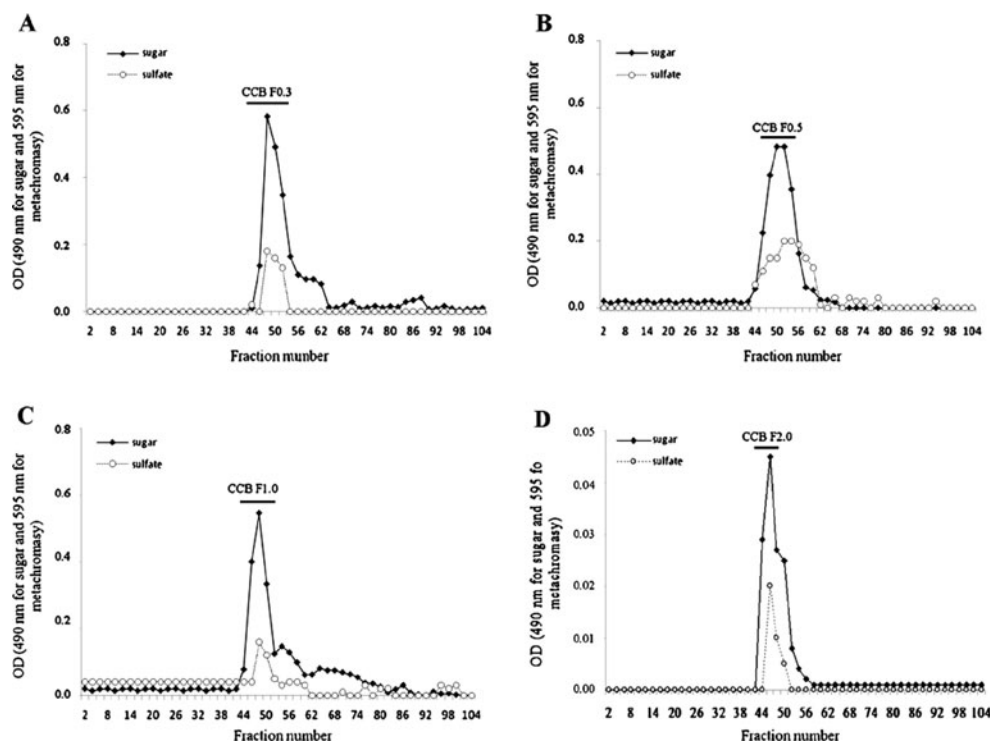 A
OD (490 nm for sugar and 595 nm for
metachromasy)
0.8
0.6
0.4
0.2
0.0
sugar
sulfate
CCB F0.3
2 8 14 20 26 32 38 44 50 56 62 68 74 80 86 92 98 104
Fraction number
B
OD (490 nm for sugar and 595 nm for
metachromasy)
0.8
0.6
0.4
0.2
0.0
sugar
sulfate
CCB F0.5
2 8 14 20 26 32 38 44 50 56 62 68 74 80 86 92 98 104
Fraction number
C
OD (490 nm for sugar and 595 nm for
metachromasy)
0.8
0.6
0.2
0.0
sugar
sulfate
CCB F1.0
2 8 14 20 26 32 38 44 50 56 62 68 74 80 86 92 98 104
Fraction number
D
OD (490 nm for sugar and 595 fo
metachromasy)
0.05
0.04
0.03
0.02
0.01
0.00
sugar
sulfate
CCB F2.0
2 8 14 20 26 32 38 44 50 56 62 68 74 80 86 92 98 104
Fraction number